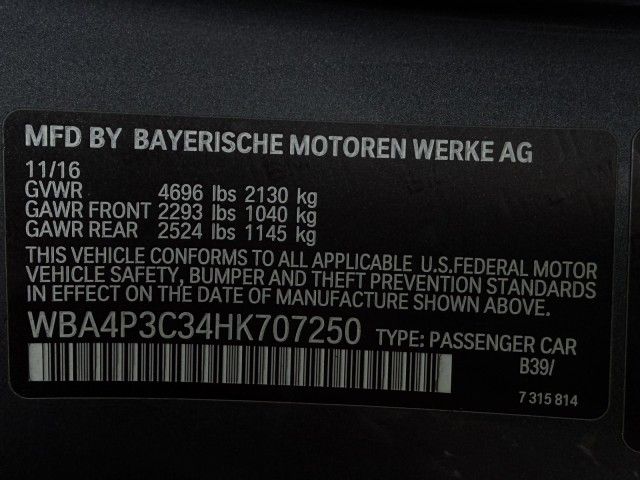 MFD BY BAYERISCHE MOTOREN WERKE AG
11/16
GVWR 4696 lbs 2130 kg
GAWR FRONT 2293 lbs 1040 kg
GAWR REAR 2524 lbs 1145 kg
THIS VEHICLE CONFORMS TO ALL APPLICABLE U.S.FEDERAL MOTOR
VEHICLE SAFETY, BUMPER AND THEFT PREVENTION STANDARDS
IN EFFECT ON THE DATE OF MANUFACTURE SHOWN ABOVE.
WBA4P3C34HK707250 TYPE: PASSENGER CAR
B39/
7 315 814